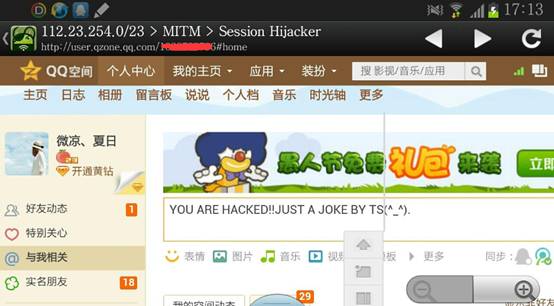 17:13
112.23.254.0/23 > MITM > Session Hijacker
http://user.qzone.qq.com/1 6#home
QQ空间 个人中心 我的主页 应用 装扮 搜 影视/音乐/应用
主页 日志 相册 留言板 说说 个人档 音乐 时光轴 更多
微凉、夏日
开通黄钻
愚人节免费 礼包 来袭 立即
好友动态 1
特别关心
与我相关
实名朋友 18
YOU ARE HACKED!!JUST A JOKE BY TS(^_^).
表情 图片 音乐 视频 模板 更多 同步:
我的空间动态 29